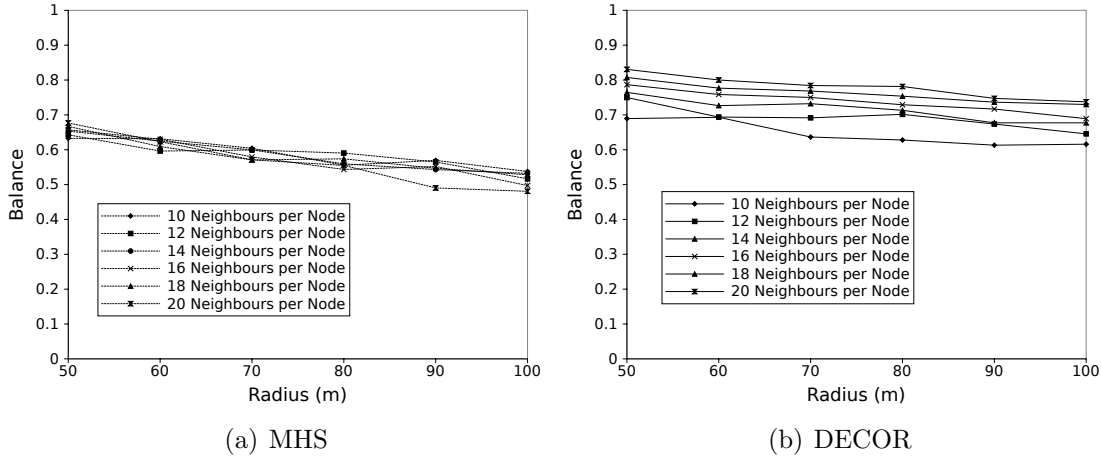 1
0.9
0.8
0.7
0.6
0.5
0.4
0.3
0.2
0.1
0
Balance
10 Neighbours per Node
12 Neighbours per Node
14 Neighbours per Node
16 Neighbours per Node
18 Neighbours per Node
20 Neighbours per Node
50 60 70 80 90 100
Radius (m)
(a) MHS
1
0.9
0.8
0.7
0.6
0.5
0.4
0.3
0.2
0.1
0
Balance
10 Neighbours per Node
12 Neighbours per Node
14 Neighbours per Node
16 Neighbours per Node
18 Neighbours per Node
20 Neighbours per Node
50 60 70 80 90 100
Radius (m)
(b) DECOR